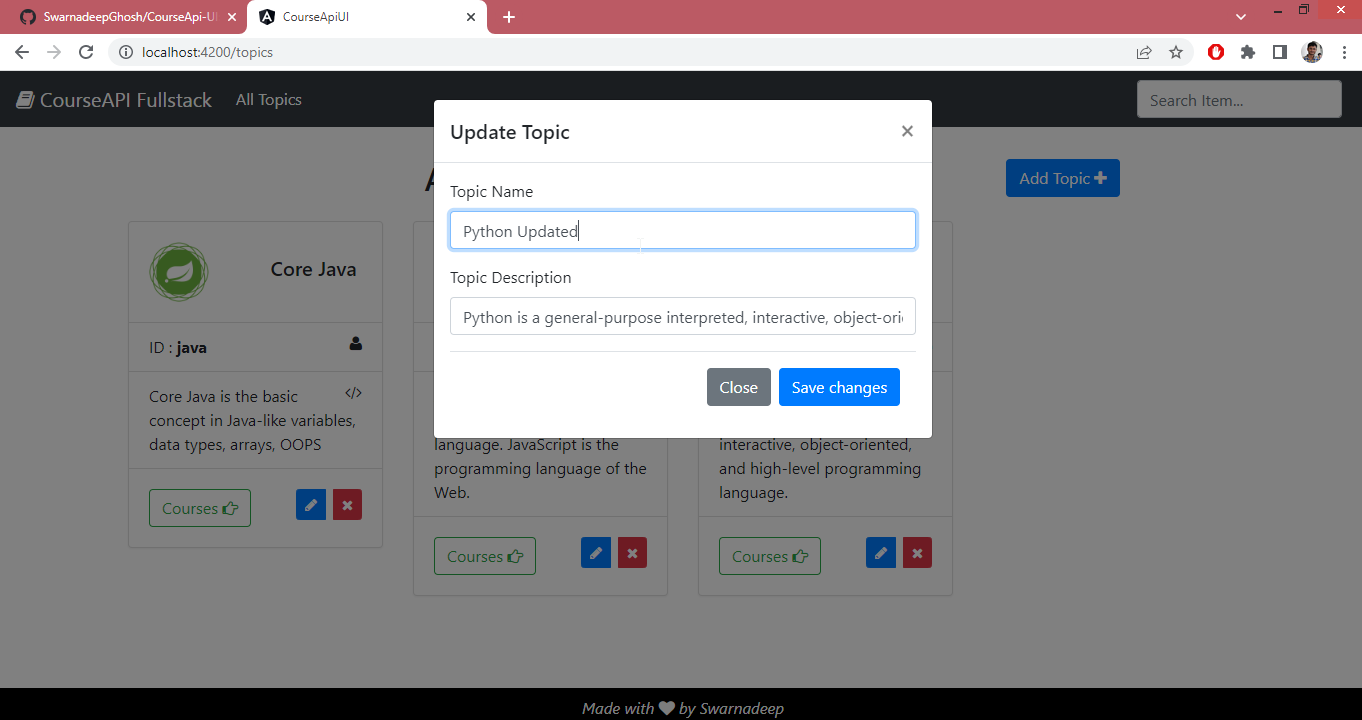 SwarnadeepGhosh/CourseApi-UI
CourseApiUI
localhost:4200/topics
CourseAPI Fullstack
All Topics
Search Item...
Add Topic
Update Topic
×
Topic Name
Python Updated
Topic Description
Python is a general-purpose interpreted, interactive, object-ori
Close
Save changes
Core Java
ID : java
Core Java is the basic
concept in Java-like variables,
data types, arrays, OOPS
Courses
language. JavaScript is the
programming language of the
Web.
Courses
interactive, object-oriented,
and high-level programming
language.
Courses
Made with ❤ by Swarnadeep